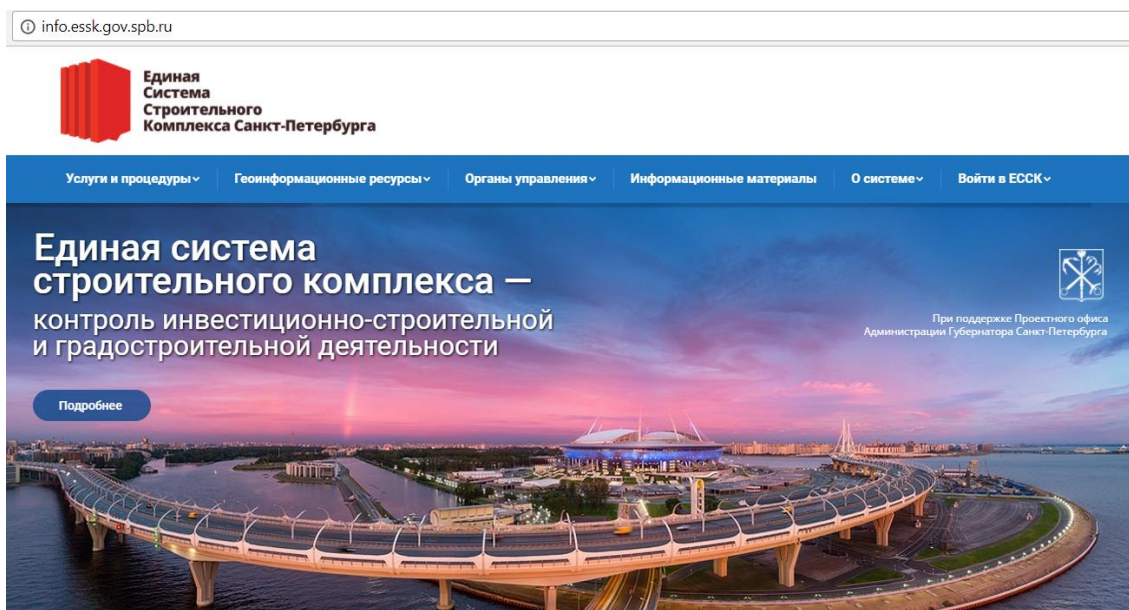 info.essk.gov.spb.ru
Единая
Система
Строительного
Комплекса Санкт-Петербурга
Услуги и процедуры Геоинформационные ресурсы Органы управления Информационные материалы О системе Войти в ЕССК
Единая система
строительного комплекса —
контроль инвестиционно-строительной
и градостроительной деятельности
При поддержке Проектного офиса
Администрации Губернатора Санкт-Петербурга
Подробнее